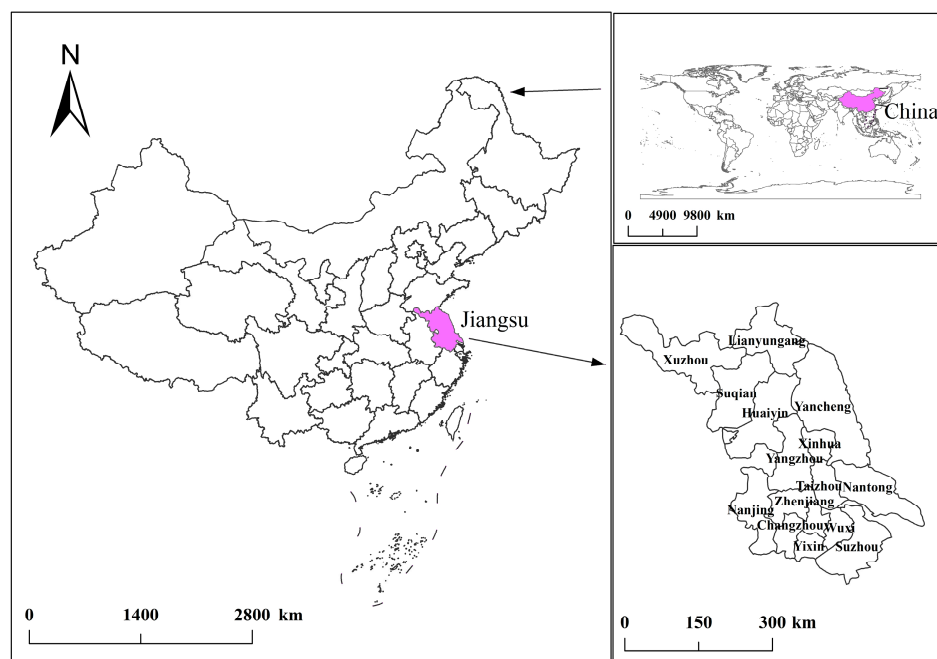 N
Jiangsu
0 1400 2800 km
China
0 4900 9800 km
Lianyungang
Xuzhou
Suqian
Huaiyin
Yancheng
Xinhua
Yangzhou
Taizhou
Nantong
Zhenjiang
Nanjing
Changzhoux
Wuxi
Yixin
Suzhou
0 150 300 km